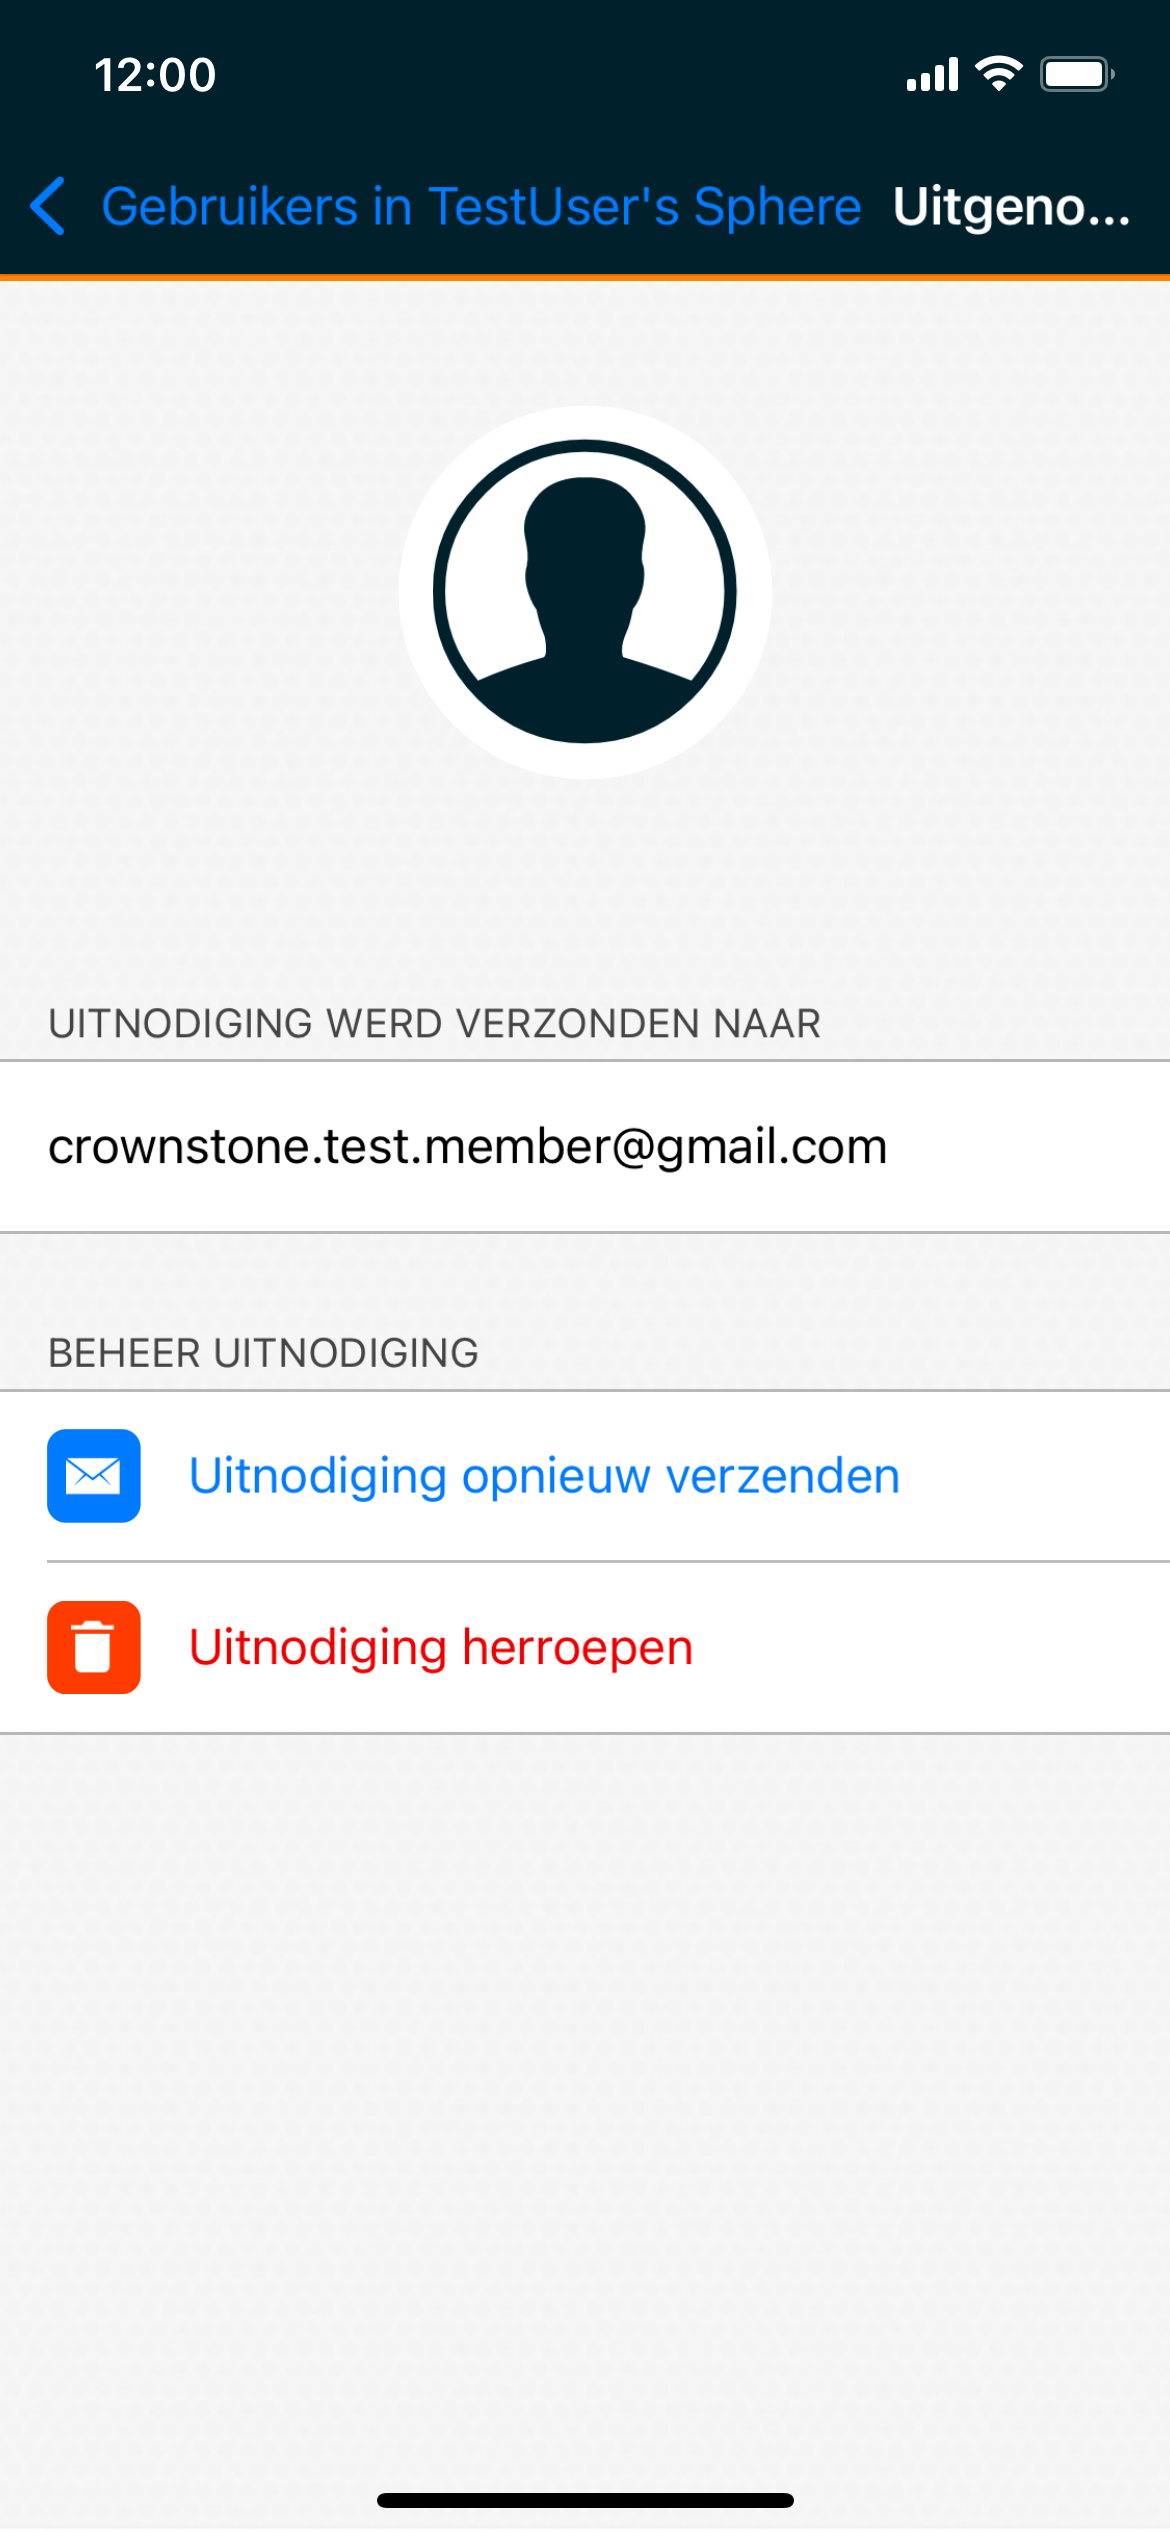 12:00
Gebruikers in TestUser's Sphere Uitgeno...
UITNODIGING WERD VERZONDEN NAAR
crownstone.test.member@gmail.com
BEHEER UITNODIGING
Uitnodiging opnieuw verzenden
Uitnodiging herroepen